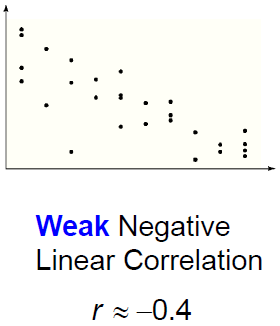 Weak Negative
Linear Correlation
r ≈ –0.4